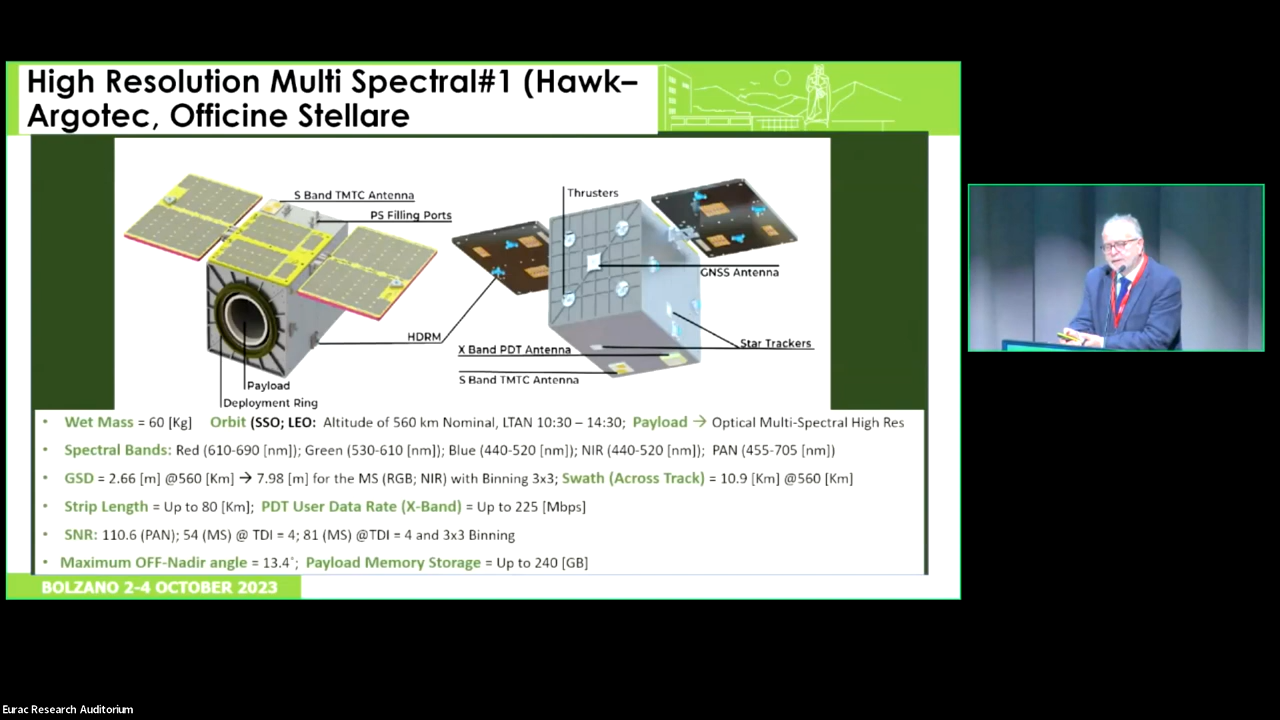 High Resolution Multi Spectral#1 (Hawk–
Argotec, Officine Stellare
S Band TMTC Antenna
PS Filling Ports
Thrusters
GNSS Antenna
HDRM
X Band PDT Antenna
Star Trackers
S Band TMTC Antenna
Payload
Deployment Ring
• Wet Mass = 60 [Kg] Orbit (SSO; LEO: Altitude of 560 km Nominal, LTAN 10:30 – 14:30; Payload → Optical Multi-Spectral High Res
• Spectral Bands: Red (610-690 [nm]); Green (530-610 [nm]); Blue (440-520 [nm]); NIR (440-520 [nm]); PAN (455-705 [nm])
• GSD = 2.66 [m] @560 [Km] → 7.98 [m] for the MS (RGB; NIR) with Binning 3x3; Swath (Across Track) = 10.9 [Km] @560 [Km]
• Strip Length = Up to 80 [Km]; PDT User Data Rate (X-Band) = Up to 225 [Mbps]
• SNR: 110.6 (PAN); 54 (MS) @ TDI = 4; 81 (MS) @TDI = 4 and 3x3 Binning
• Maximum OFF-Nadir angle = 13.4°; Payload Memory Storage = Up to 240 [GB]
BOLZANO 2-4 OCTOBER 2023
Eurac Research Auditorium